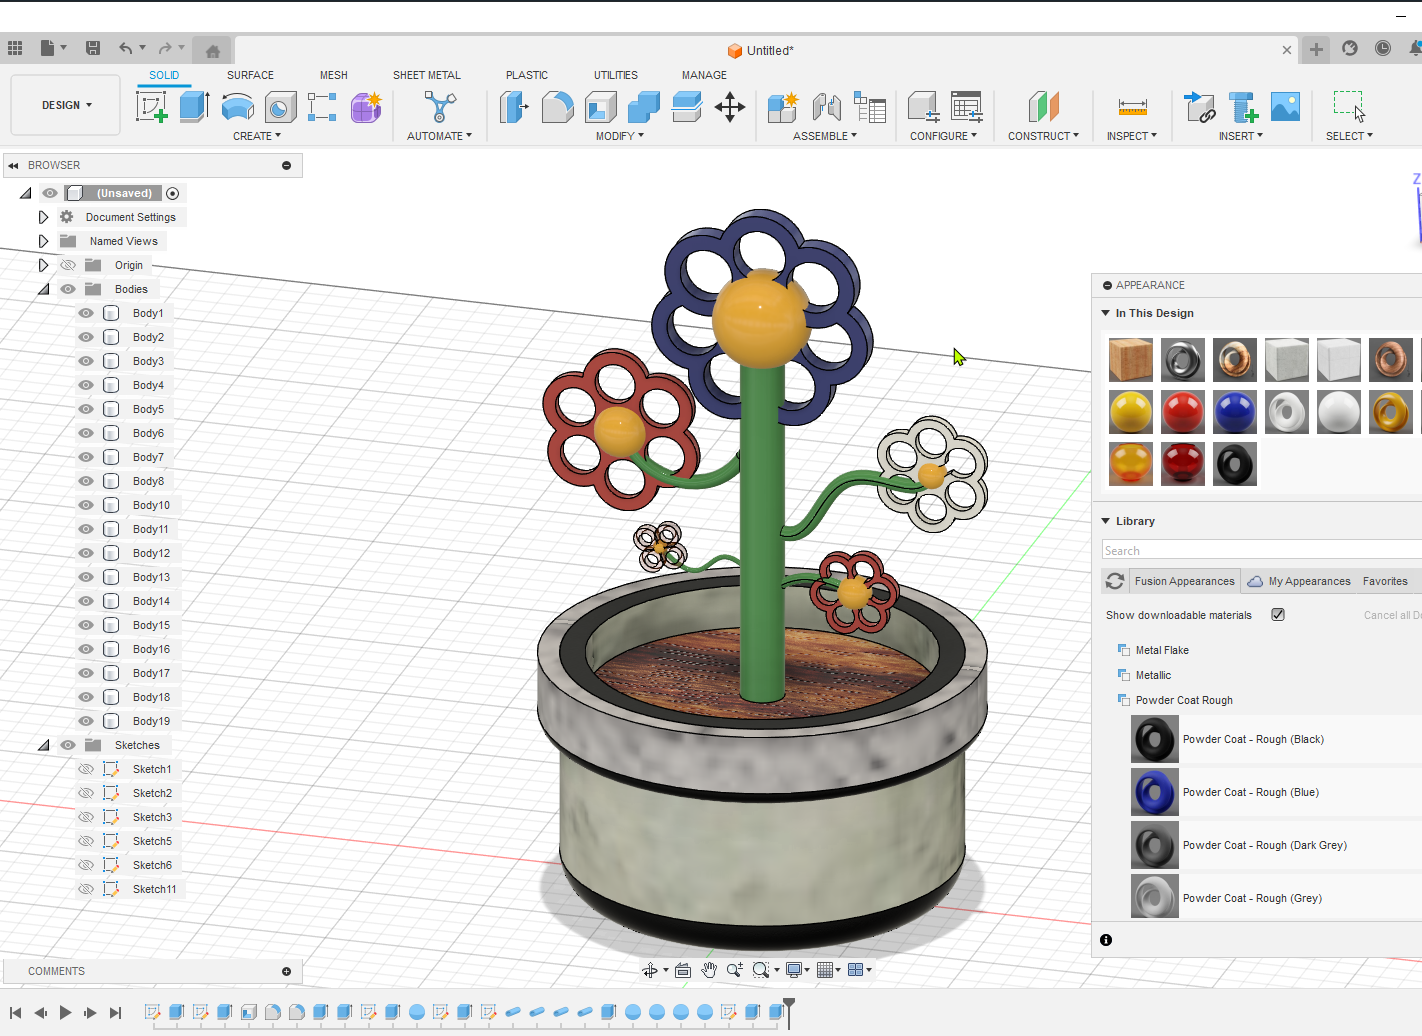 Untitled*
SOLID SURFACE MESH SHEET METAL PLASTIC UTILITIES MANAGE
DESIGN
CREATE AUTOMATE MODIFY ASSEMBLE CONFIGURE CONSTRUCT INSPECT INSERT SELECT
BROWSER
(Unsaved)
Document Settings
Named Views
Origin
Bodies
Body1
Body2
Body3
Body4
Body5
Body6
Body7
Body8
Body10
Body11
Body12
Body13
Body14
Body15
Body16
Body17
Body18
Body19
Sketches
Sketch1
Sketch2
Sketch3
Sketch5
Sketch6
Sketch11
COMMENTS
Z
APPEARANCE
In This Design
Library
Search
Fusion Appearances My Appearances Favorites
Show downloadable materials Cancel all Do
Metal Flake
Metallic
Powder Coat Rough
Powder Coat - Rough (Black)
Powder Coat - Rough (Blue)
Powder Coat - Rough (Dark Grey)
Powder Coat - Rough (Grey)